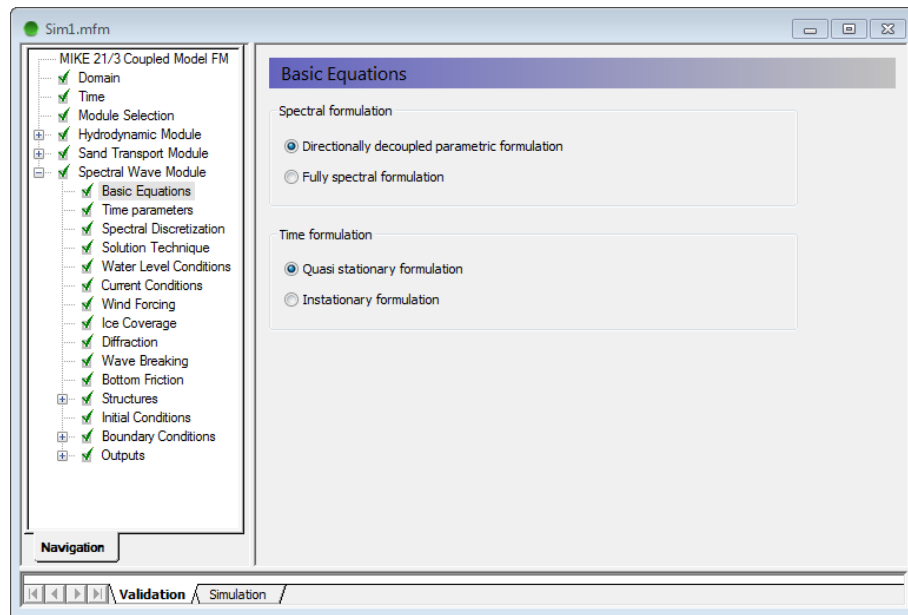 Sim1.mfm
MIKE 21/3 Coupled Model FM
Domain
Time
Module Selection
Hydrodynamic Module
Sand Transport Module
Spectral Wave Module
Basic Equations
Time parameters
Spectral Discretization
Solution Technique
Water Level Conditions
Current Conditions
Wind Forcing
Ice Coverage
Diffraction
Wave Breaking
Bottom Friction
Structures
Initial Conditions
Boundary Conditions
Outputs
Navigation
Basic Equations
Spectral formulation
Directionally decoupled parametric formulation
Fully spectral formulation
Time formulation
Quasi stationary formulation
Instationary formulation
Validation Simulation